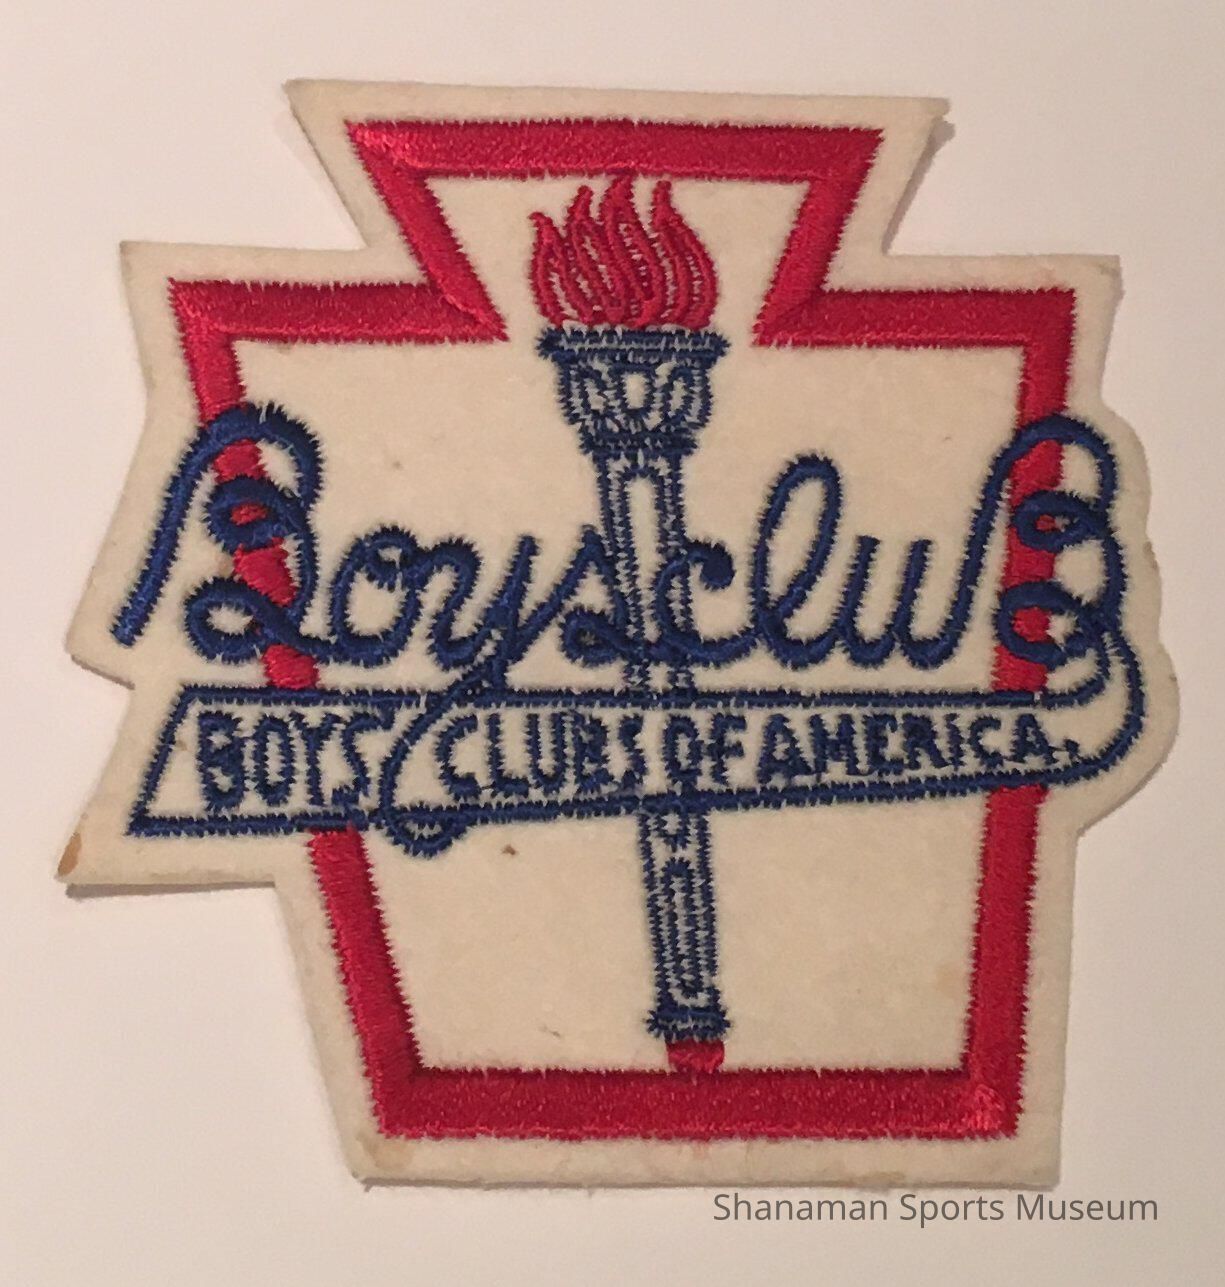 Boys'cluB
BOYS' CLUBS OF AMERICA.
Shanaman Sports Museum